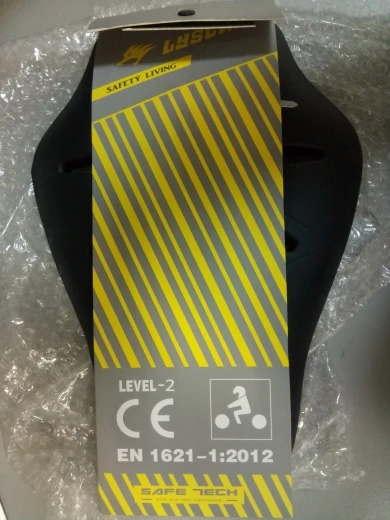 SAFETY LIVING
LEVEL-2
CE
EN 1621-1:2012
SAFE TECH